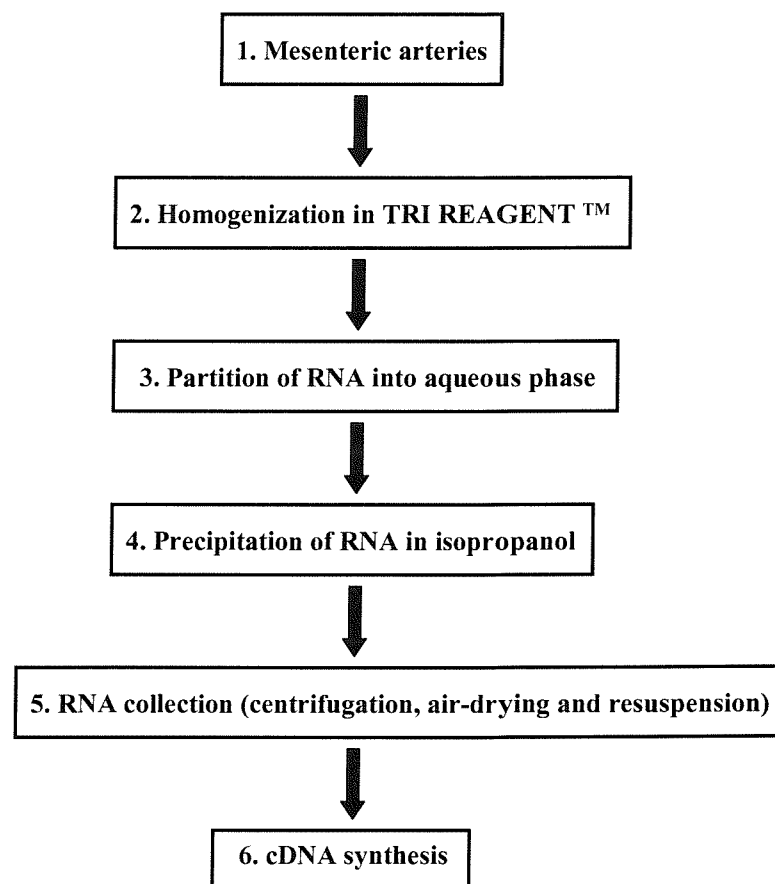 1. Mesenteric arteries
2. Homogenization in TRI REAGENT ™
3. Partition of RNA into aqueous phase
4. Precipitation of RNA in isopropanol
5. RNA collection (centrifugation, air-drying and resuspension)
6. cDNA synthesis